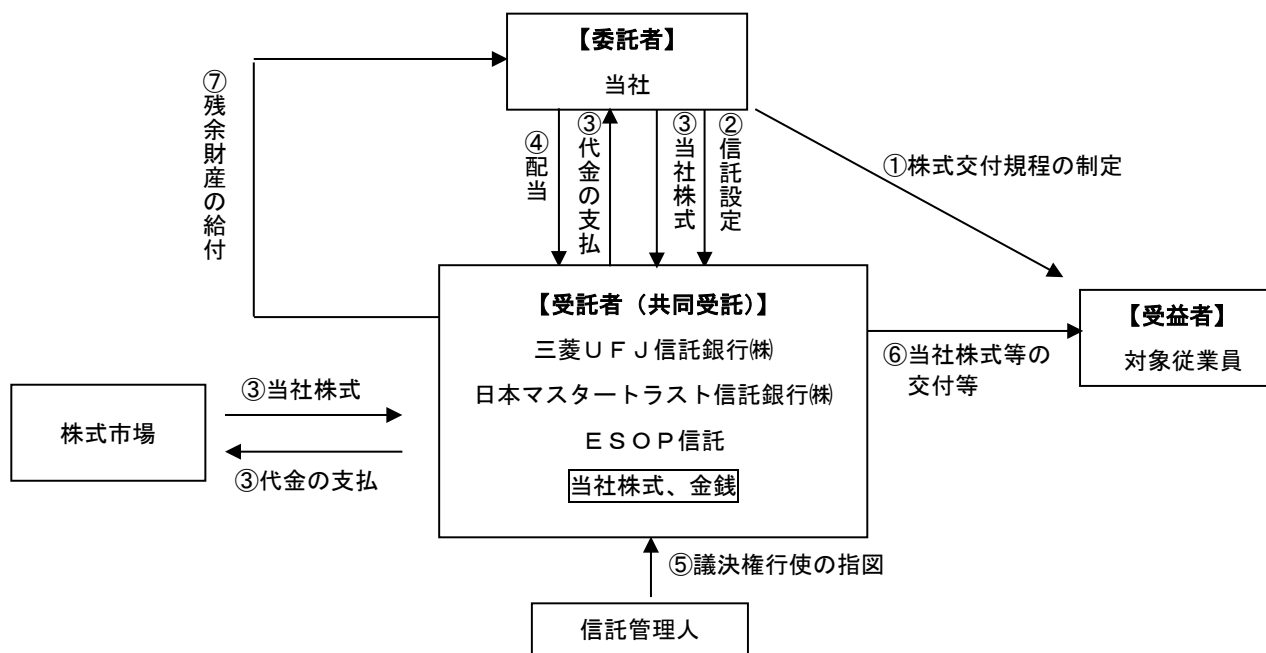 【委託者】
当社
⑦残余財産の給付
④配当
③代金の支払
③当社株式
②信託設定
①株式交付規程の制定
【受託者（共同受託）】
三菱ＵＦＪ信託銀行㈱
日本マスタートラスト信託銀行㈱
ＥＳＯＰ信託
当社株式、金銭
【受益者】
対象従業員
⑥当社株式等の
交付等
株式市場
③当社株式
③代金の支払
⑤議決権行使の指図
信託管理人